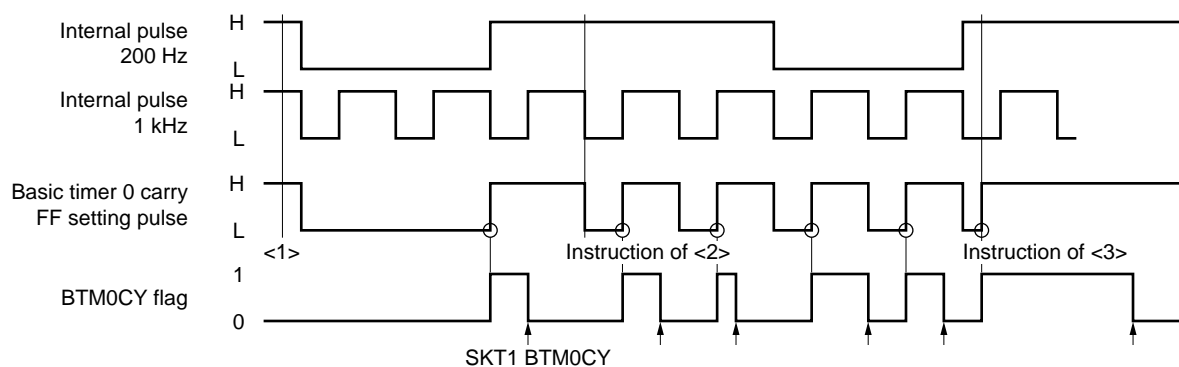 Internal pulse
200 Hz
H
L
Internal pulse
1 kHz
H
L
Basic timer 0 carry
FF setting pulse
H
L
<1>
Instruction of <2>
Instruction of <3>
BTM0CY flag
1
0
SKT1 BTM0CY